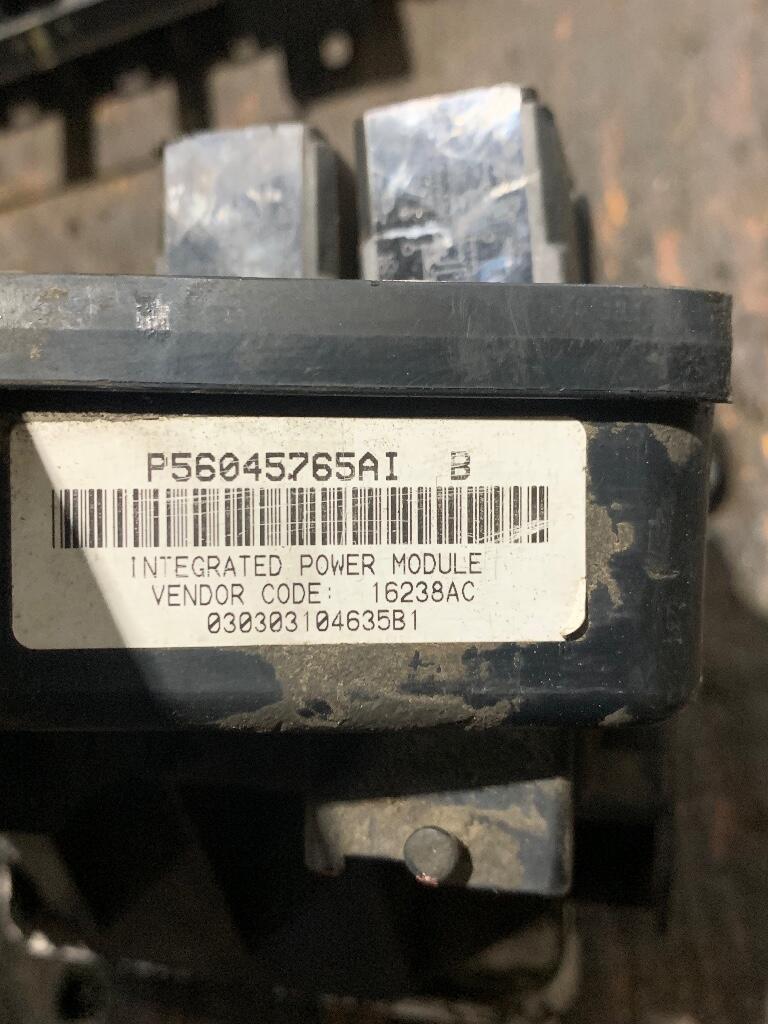 P56045765AI B
INTEGRATED POWER MODULE
VENDOR CODE: 16238AC
030303104635B1